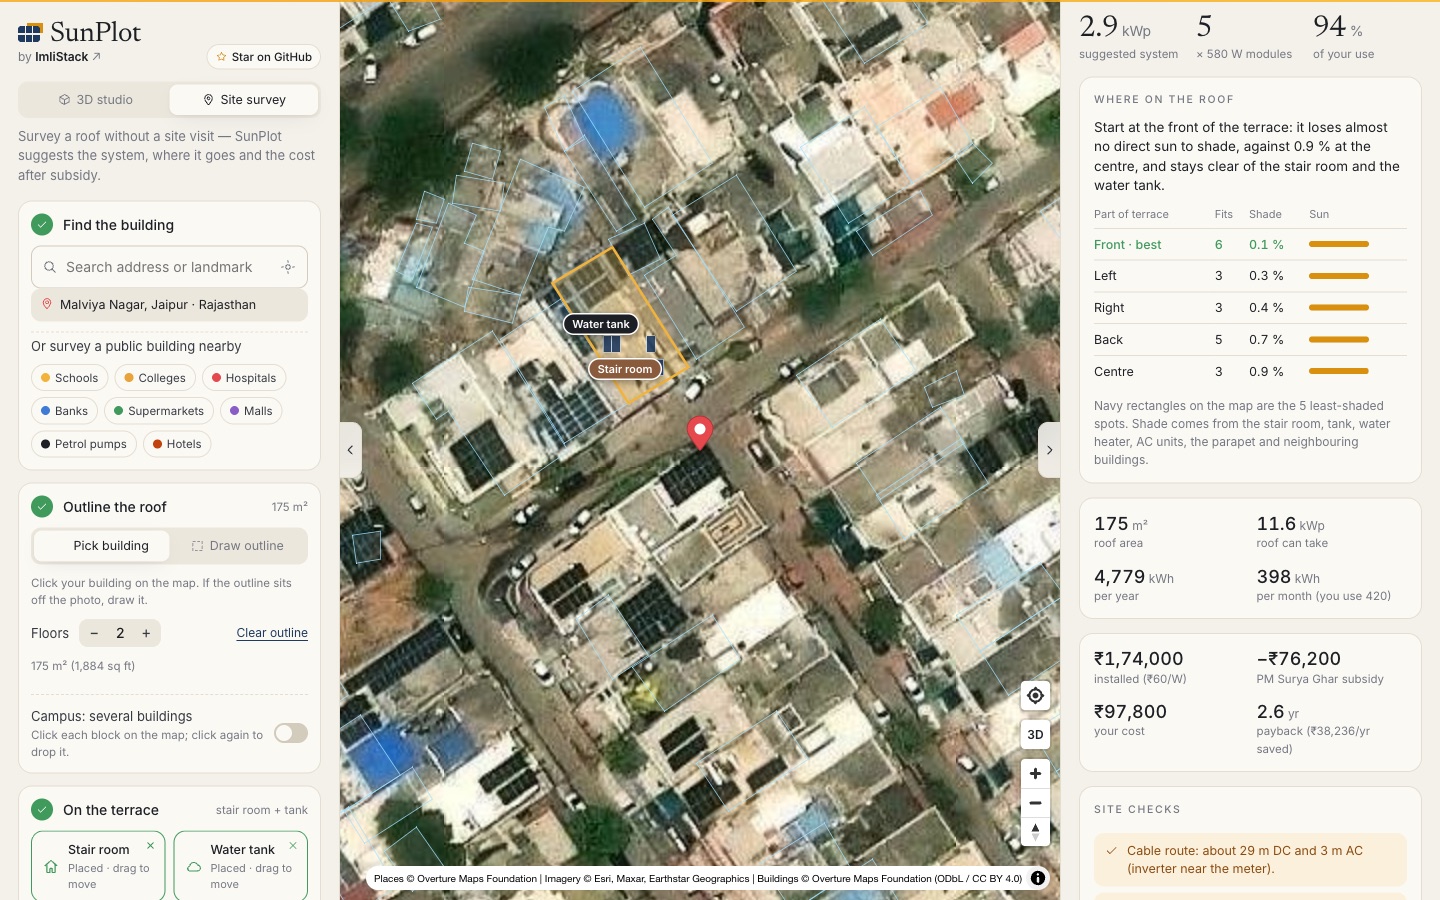 SunPlot
by ImliStack ↗
Star on GitHub
3D studio
Site survey
Survey a roof without a site visit — SunPlot
suggests the system, where it goes and the cost
after subsidy.
Find the building
Search address or landmark
Malviya Nagar, Jaipur · Rajasthan
Or survey a public building nearby
Schools
Colleges
Hospitals
Banks
Supermarkets
Malls
Petrol pumps
Hotels
Outline the roof
175 m²
Pick building
Draw outline
Click your building on the map. If the outline sits
off the photo, draw it.
Floors
− 2 +
Clear outline
175 m² (1,884 sq ft)
Campus: several buildings
Click each block on the map; click again to
drop it.
On the terrace
stair room + tank
Stair room ×
Placed · drag to
move
Water tank ×
Placed · drag to
move
Water tank
Stair room
3D
+
−
Places © Overture Maps Foundation | Imagery © Esri, Maxar, Earthstar Geographics | Buildings © Overture Maps Foundation (ODbL / CC BY 4.0)
2.9 kWp
suggested system
5
× 580 W modules
94 %
of your use
WHERE ON THE ROOF
Start at the front of the terrace: it loses almost
no direct sun to shade, against 0.9 % at the
centre, and stays clear of the stair room and the
water tank.
Part of terrace Fits Shade Sun
Front · best 6 0.1 %
Left 3 0.3 %
Right 3 0.4 %
Back 5 0.7 %
Centre 3 0.9 %
Navy rectangles on the map are the 5 least-shaded
spots. Shade comes from the stair room, tank, water
heater, AC units, the parapet and neighbouring
buildings.
175 m²
roof area
11.6 kWp
roof can take
4,779 kWh
per year
398 kWh
per month (you use 420)
₹1,74,000
installed (₹60/W)
−₹76,200
PM Surya Ghar subsidy
₹97,800
your cost
2.6 yr
payback (₹38,236/yr
saved)
SITE CHECKS
Cable route: about 29 m DC and 3 m AC
(inverter near the meter).